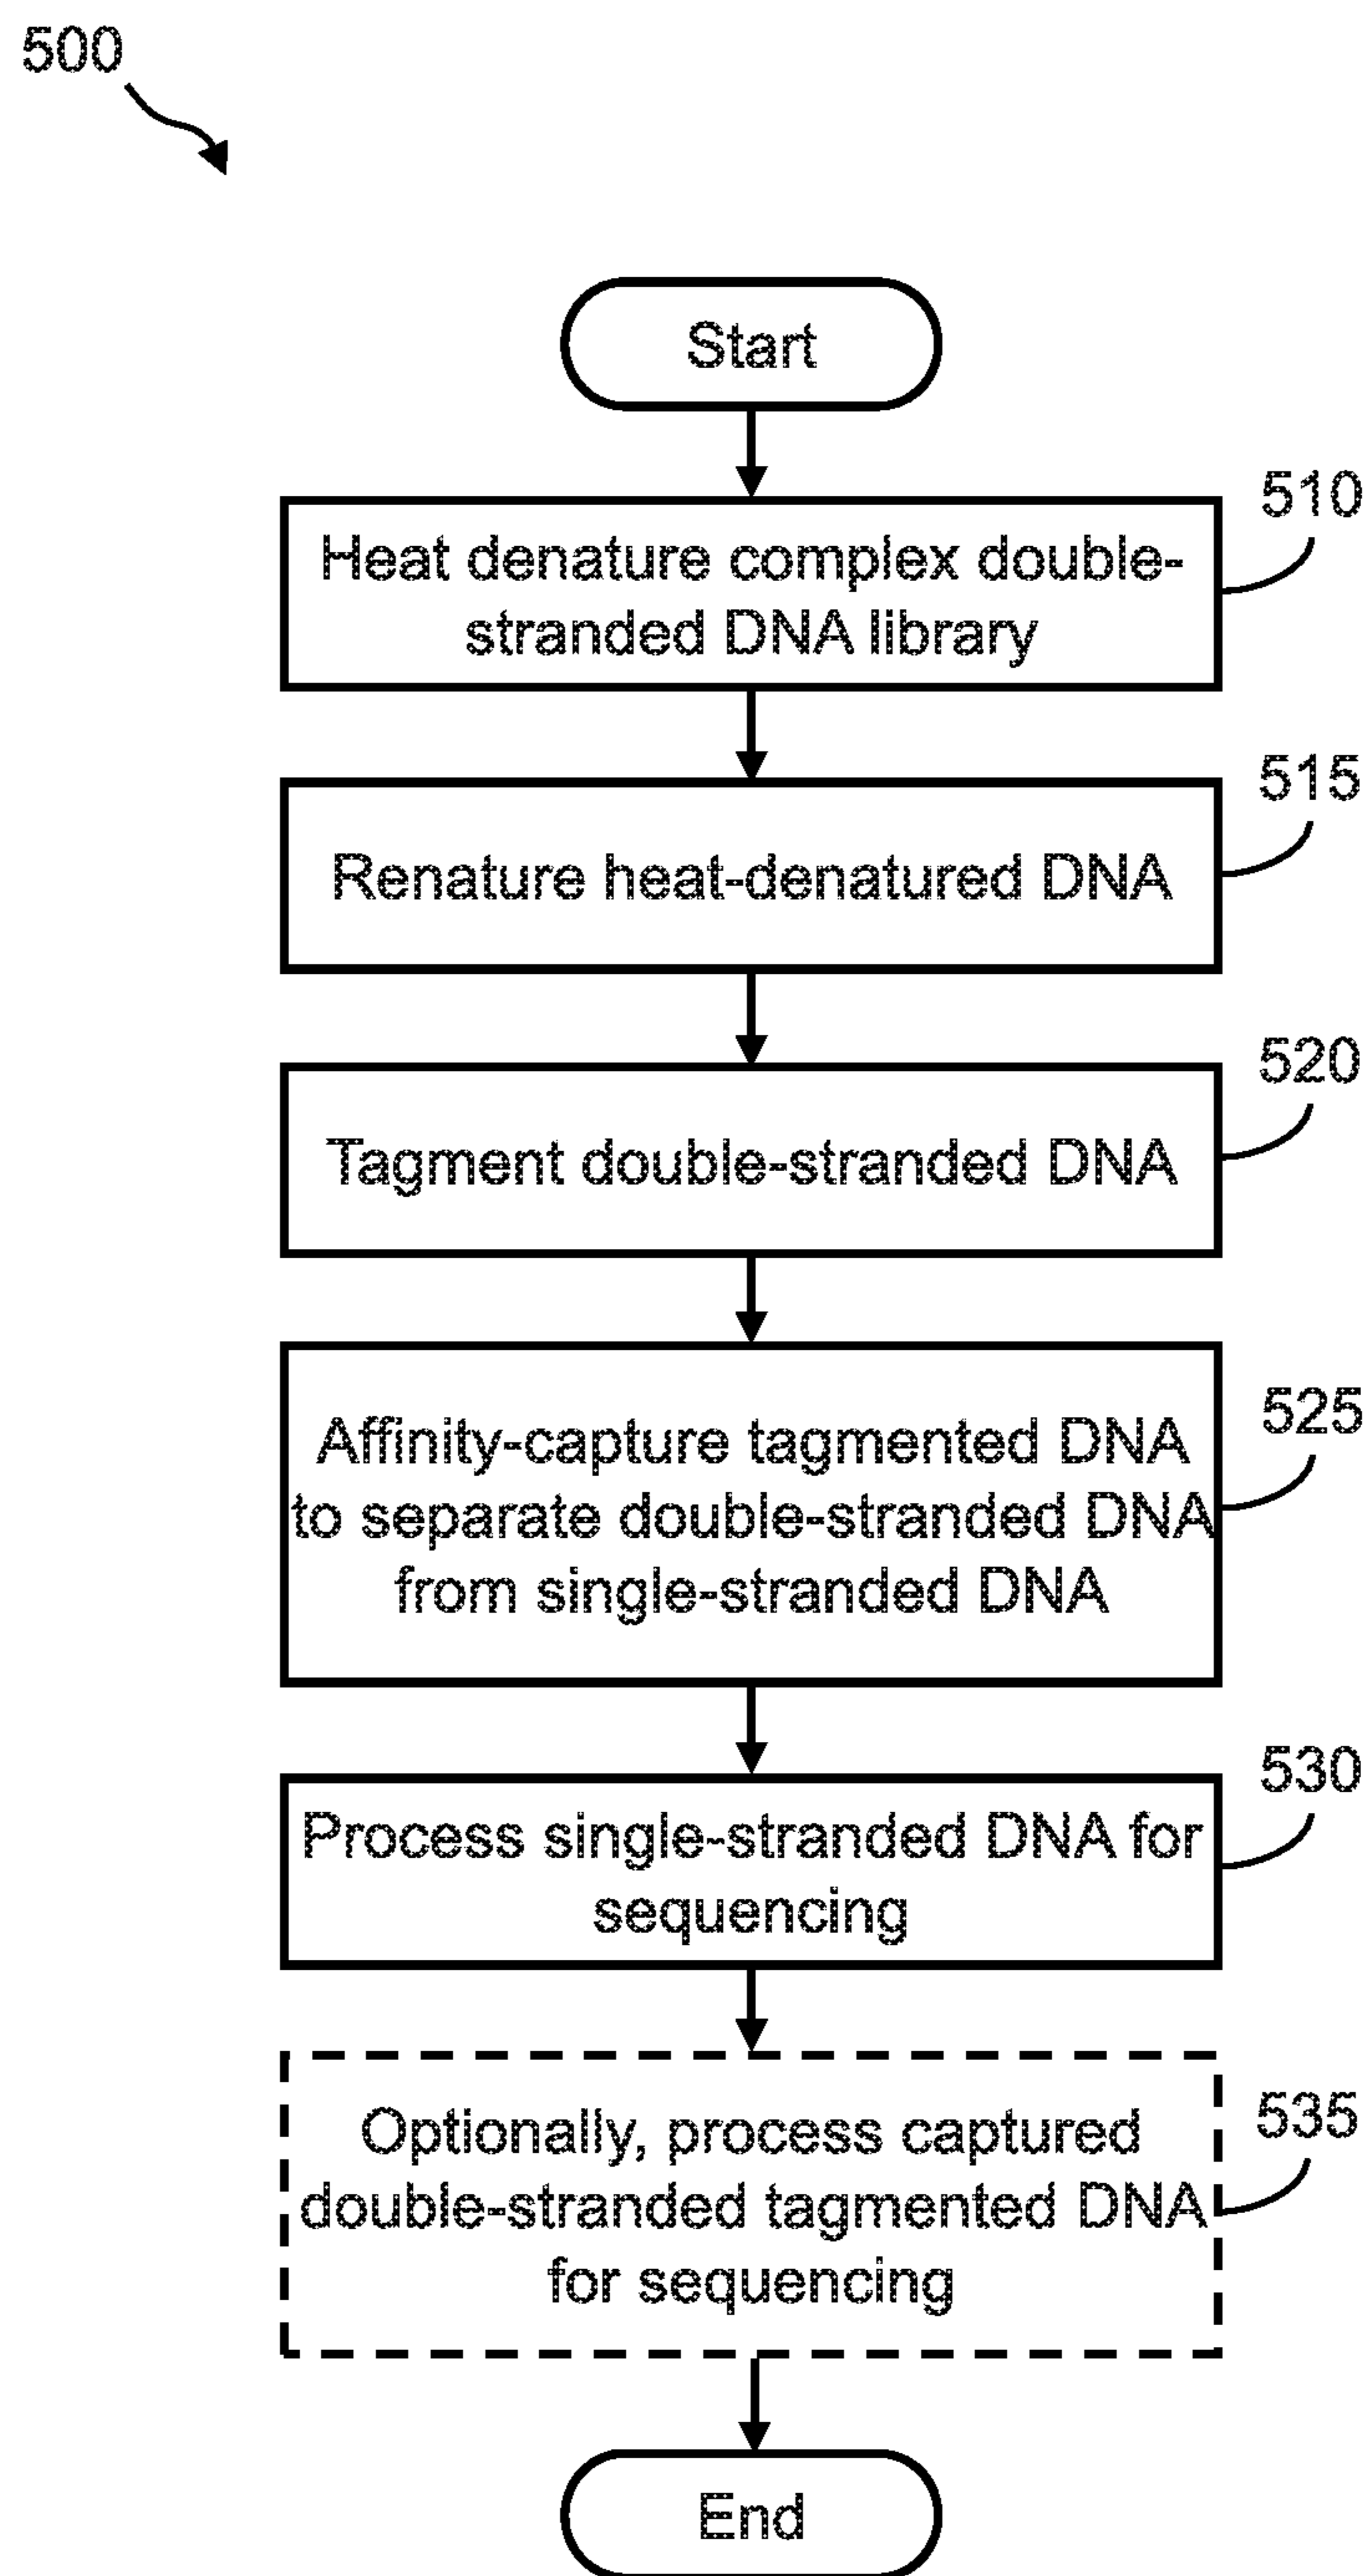 500
Start
510
Heat denature complex double-
stranded DNA library
515
Renature heat-denatured DNA
520
Tagment double-stranded DNA
525
Affinity-capture tagmented DNA
to separate double-stranded DNA
from single-stranded DNA
530
Process single-stranded DNA for
sequencing
535
Optionally, process captured
double-stranded tagmented DNA
for sequencing
End